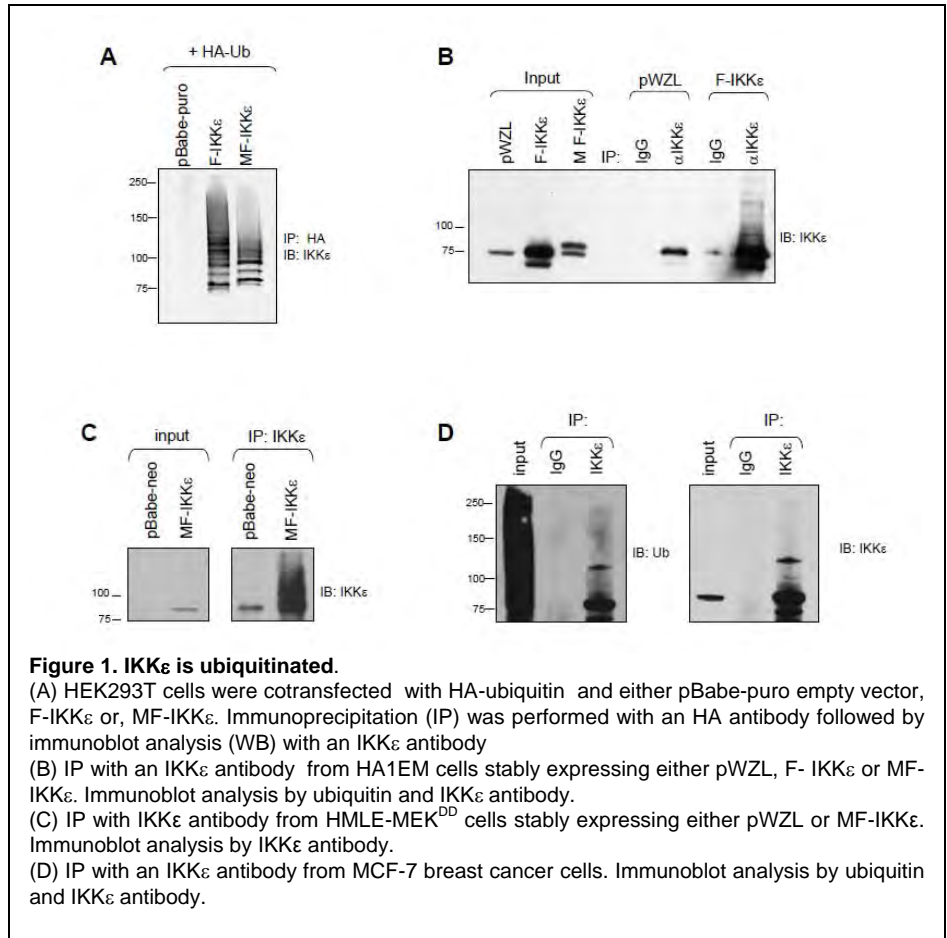 A
+ HA-Ub
pBabe-puro
F-IKKε
MF-IKKε
250
150
100
75
IP: HA
IB: IKKε
B
Input
pWZL
F-IKKε
pWZL
F-IKKε
M F-IKKε
IP:
IgG
αIKKε
IgG
αIKKε
100
75
IB: IKKε
C
input
IP: IKKε
pBabe-neo
MF-IKKε
pBabe-neo
MF-IKKε
100
75
IB: IKKε
D
IP:
input
IgG
IKKε
250
150
100
75
IB: Ub
IP:
input
IgG
IKKε
IB: IKKε
Figure 1. IKKε is ubiquitinated.
(A) HEK293T cells were cotransfected with HA-ubiquitin and either pBabe-puro empty vector,
F-IKKε or, MF-IKKε. Immunoprecipitation (IP) was performed with an HA antibody followed by
immunoblot analysis (WB) with an IKKε antibody
(B) IP with an IKKε antibody from HA1EM cells stably expressing either pWZL, F- IKKε or MF-
IKKε. Immunoblot analysis by ubiquitin and IKKε antibody.
(C) IP with IKKε antibody from HMLE-MEK^DD cells stably expressing either pWZL or MF-IKKε.
Immunoblot analysis by IKKε antibody.
(D) IP with an IKKε antibody from MCF-7 breast cancer cells. Immunoblot analysis by ubiquitin
and IKKε antibody.